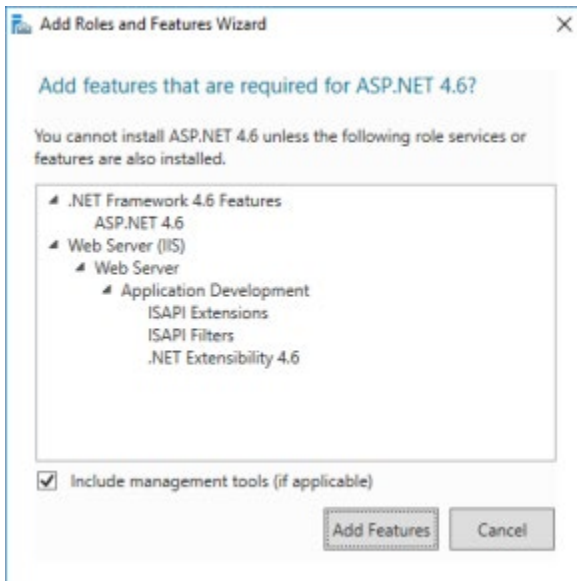 Add Roles and Features Wizard
Add features that are required for ASP.NET 4.6?
You cannot install ASP.NET 4.6 unless the following role services or
features are also installed.
.NET Framework 4.6 Features
ASP.NET 4.6
Web Server (IIS)
Web Server
Application Development
ISAPI Extensions
ISAPI Filters
.NET Extensibility 4.6
Include management tools (if applicable)
Add Features
Cancel